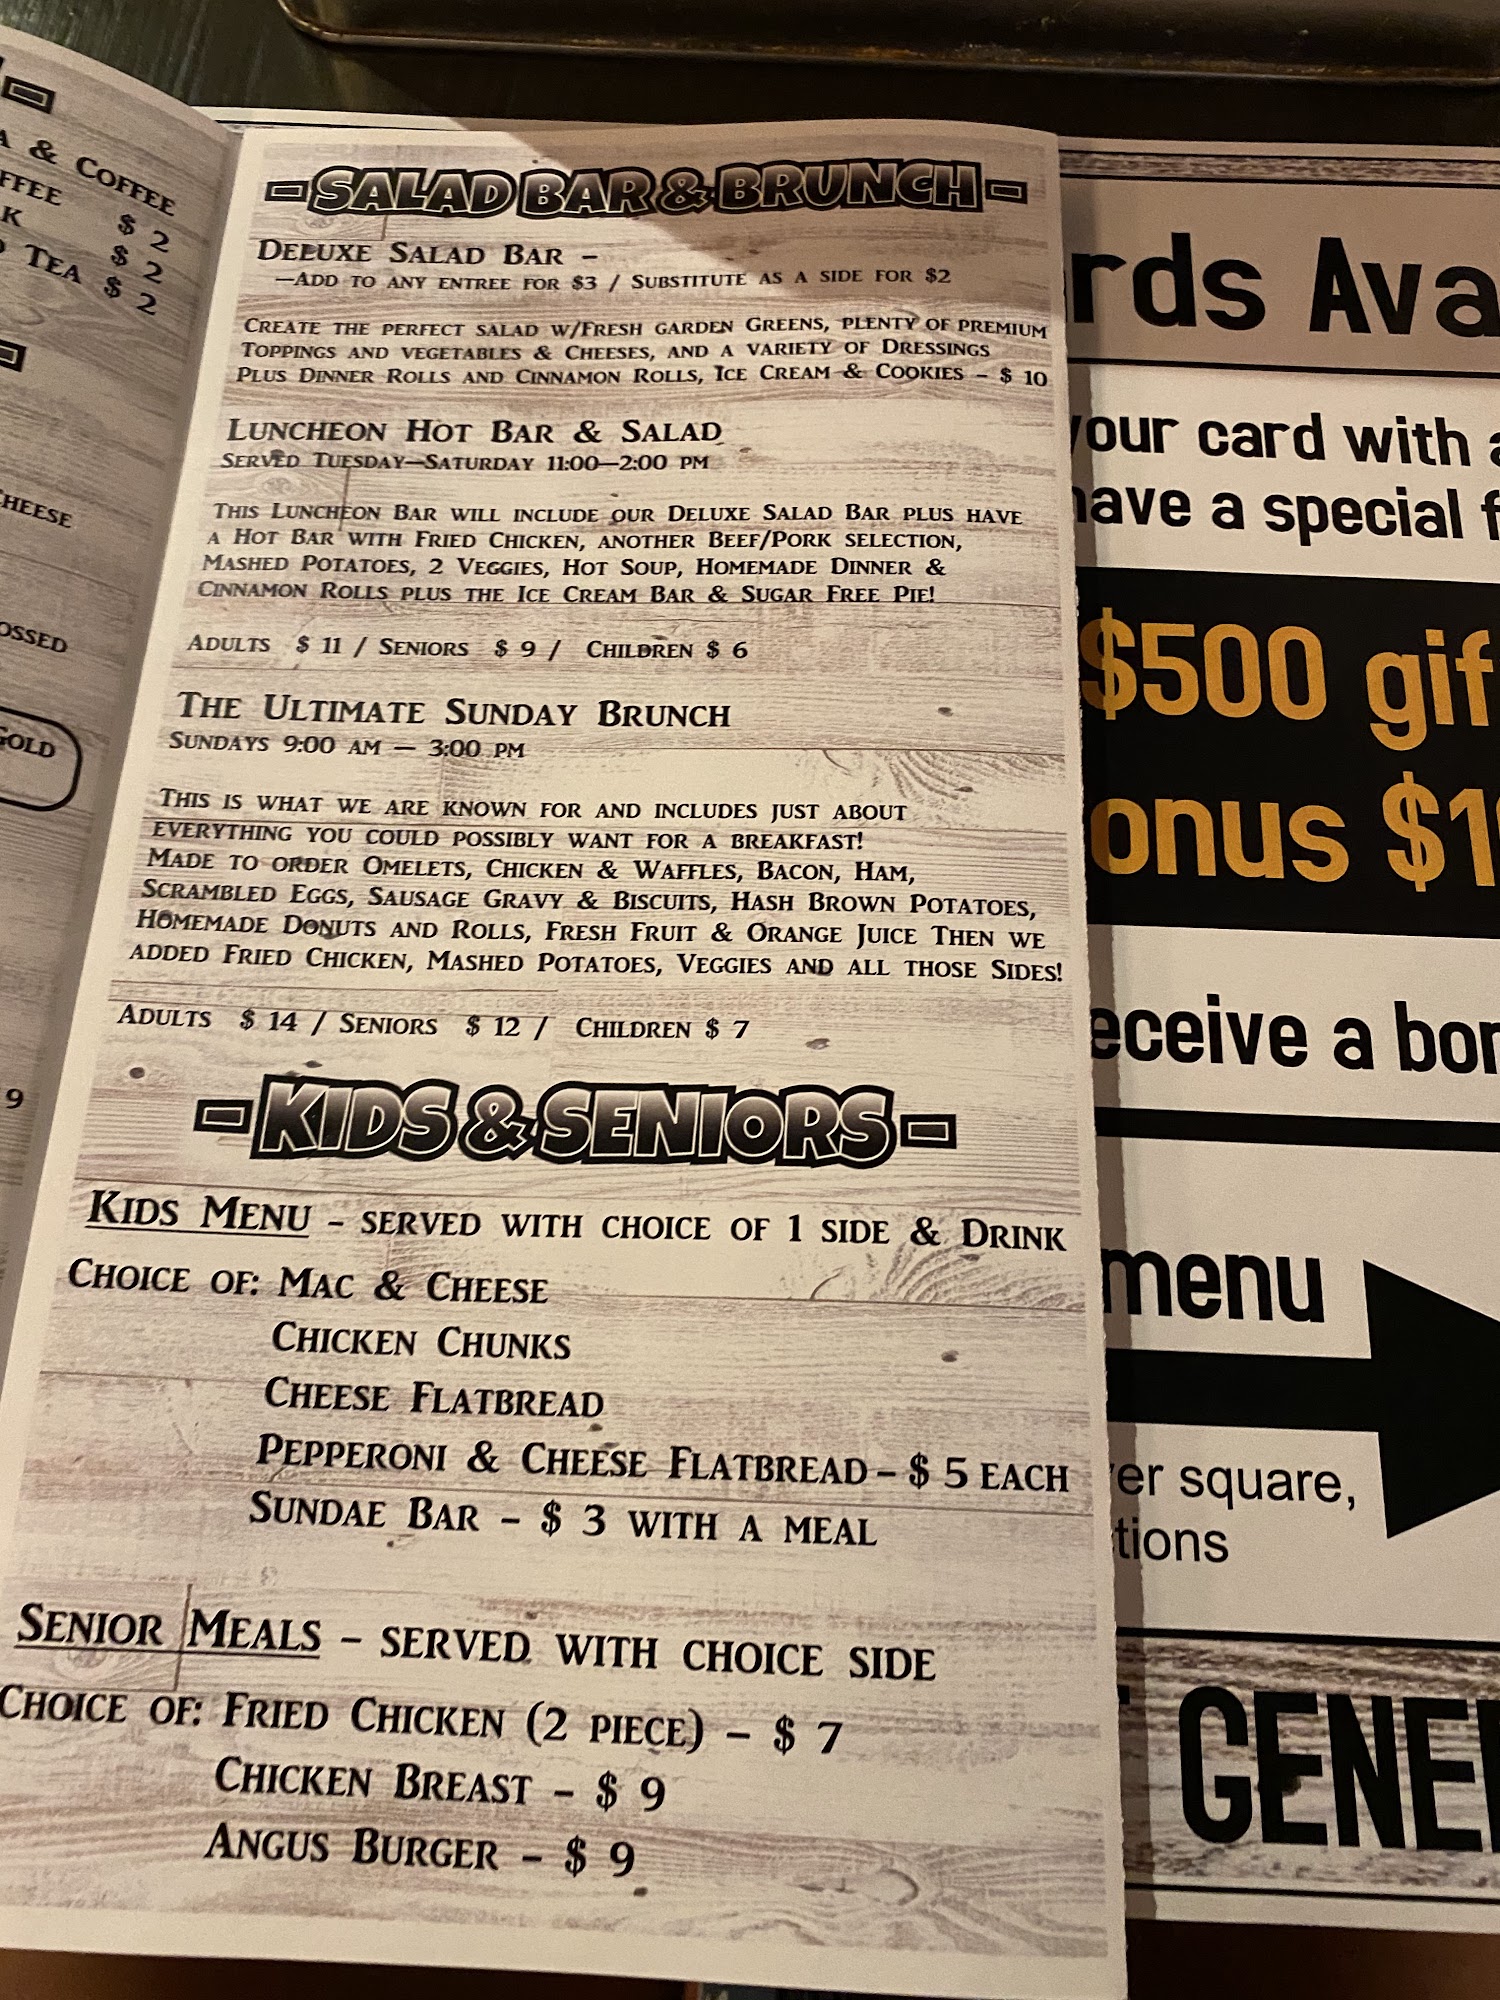 & Coffee
$ 2
$ 2
Tea $ 2
Gold
9
- Salad Bar & Brunch -
Deluxe Salad Bar –
—Add to any entree for $3 / Substitute as a side for $2
Create the perfect salad w/Fresh garden Greens, plenty of premium
Toppings and vegetables & Cheeses, and a variety of Dressings
Plus Dinner Rolls and Cinnamon Rolls, Ice Cream & Cookies – $ 10
Luncheon Hot Bar & Salad
Served Tuesday—Saturday 11:00—2:00 pm
This Luncheon Bar will include our Deluxe Salad Bar plus have
a Hot Bar with Fried Chicken, another Beef/Pork selection,
Mashed Potatoes, 2 Veggies, Hot Soup, Homemade Dinner &
Cinnamon Rolls plus the Ice Cream Bar & Sugar Free Pie!
Adults $ 11 / Seniors $ 9 / Children $ 6
The Ultimate Sunday Brunch
Sundays 9:00 am — 3:00 pm
This is what we are known for and includes just about
everything you could possibly want for a breakfast!
Made to order Omelets, Chicken & Waffles, Bacon, Ham,
Scrambled Eggs, Sausage Gravy & Biscuits, Hash Brown Potatoes,
Homemade Donuts and Rolls, Fresh Fruit & Orange Juice Then we
added Fried Chicken, Mashed Potatoes, Veggies and all those Sides!
Adults $ 14 / Seniors $ 12 / Children $ 7
- Kids & Seniors -
Kids Menu – served with choice of 1 side & Drink
Choice of: Mac & Cheese
Chicken Chunks
Cheese Flatbread
Pepperoni & Cheese Flatbread – $ 5 each
Sundae Bar – $ 3 with a meal
Senior Meals – served with choice side
Choice of: Fried Chicken (2 piece) – $ 7
Chicken Breast – $ 9
Angus Burger – $ 9
rds Ava
your card with a
have a special f
$500 gif
onus $1
eceive a bon
menu
er square,
tions
GENE